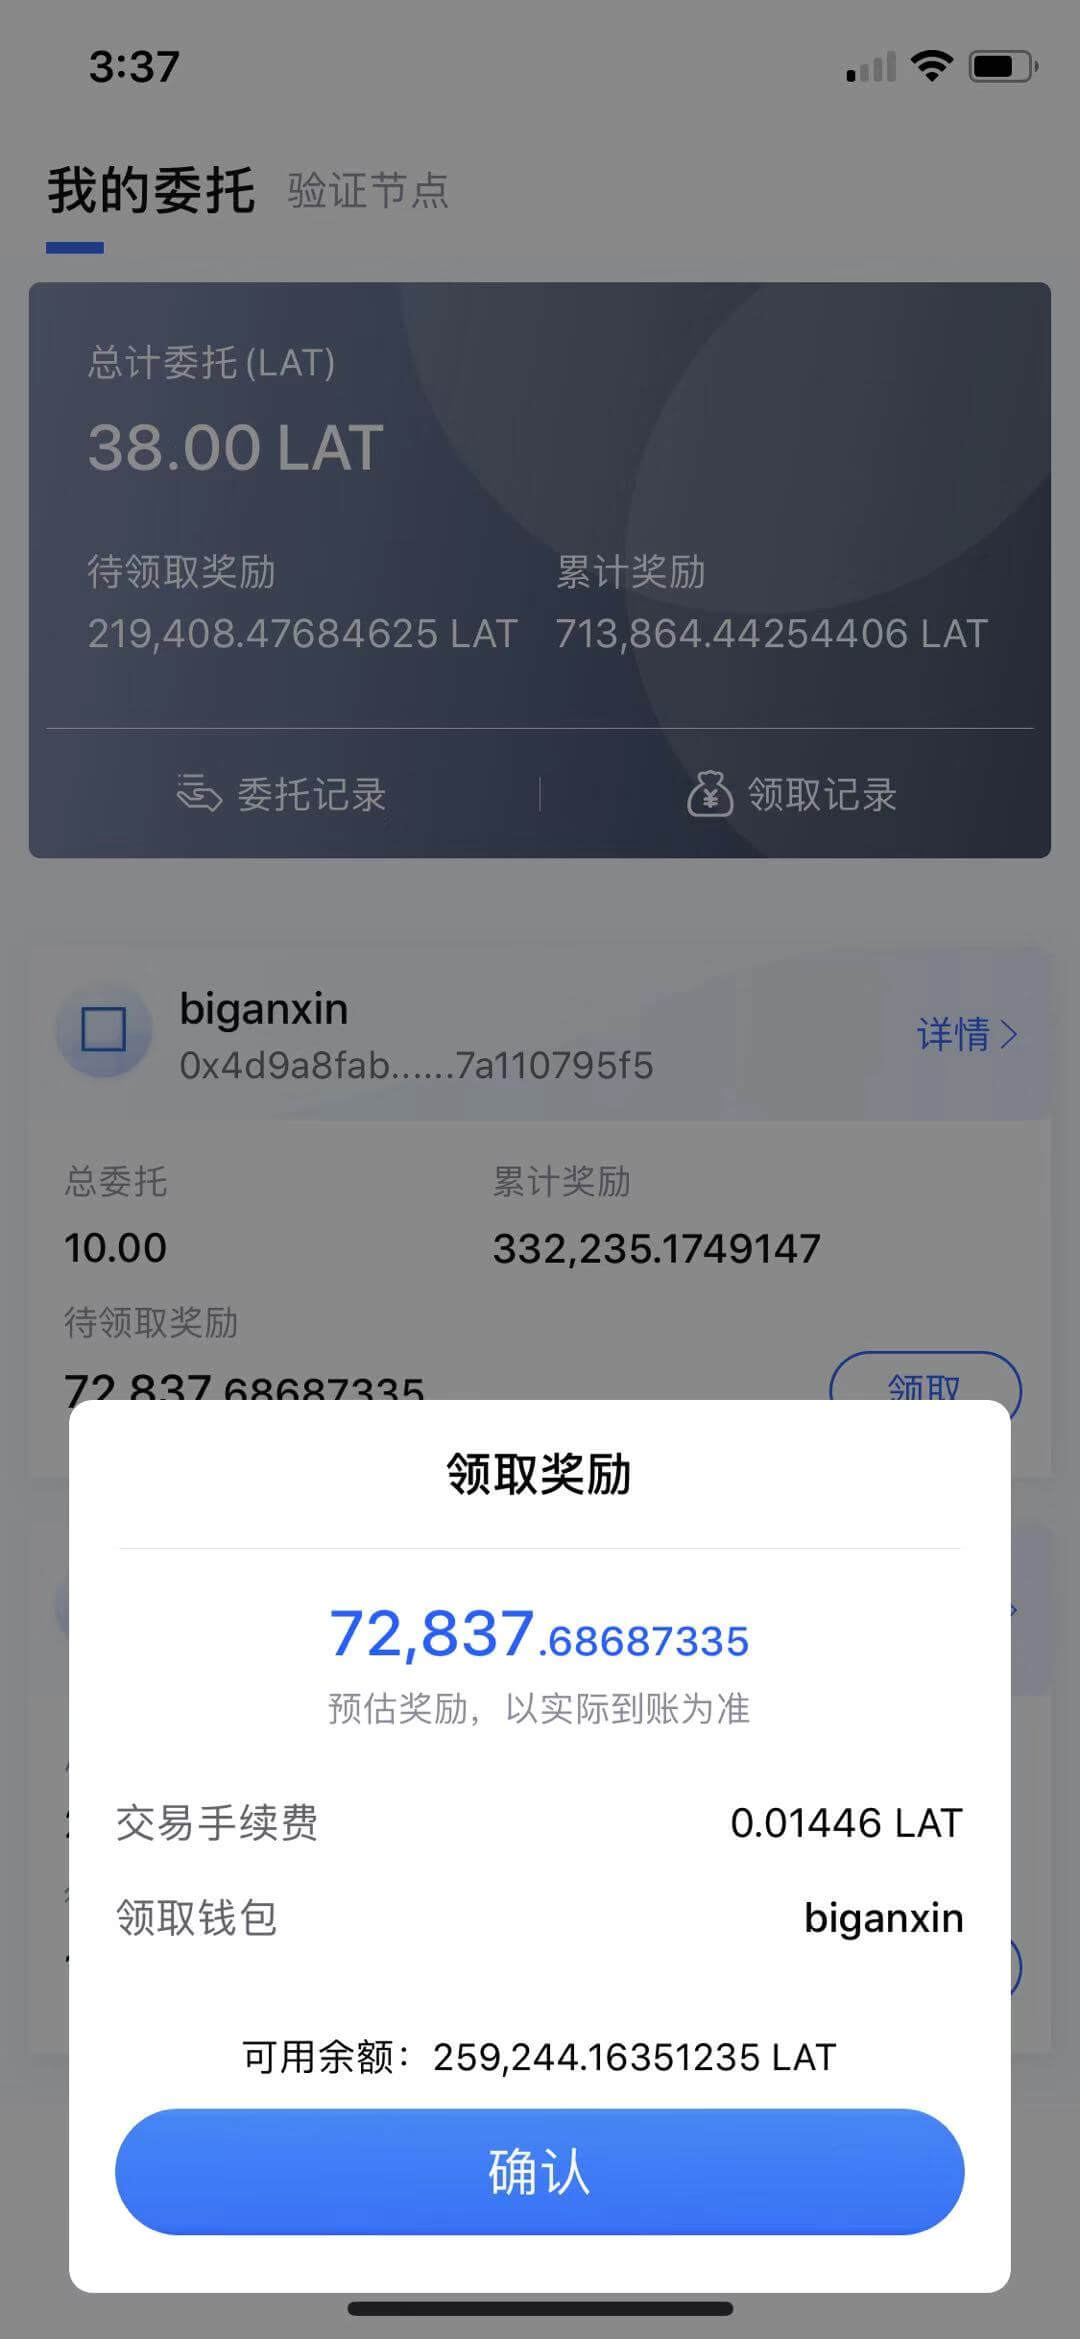 3:37
我的委托 验证节点
总计委托(LAT)
38.00 LAT
待领取奖励 累计奖励
219,408.47684625 LAT 713,864.44254406 LAT
委托记录 领取记录
biganxin
详情
0x4d9a8fab......7a110795f5
总委托 累计奖励
10.00 332,235.1749147
待领取奖励
72,837.68687335 领取
领取奖励
72,837.68687335
预估奖励，以实际到账为准
交易手续费 0.01446 LAT
领取钱包 biganxin
可用余额：259,244.16351235 LAT
确认